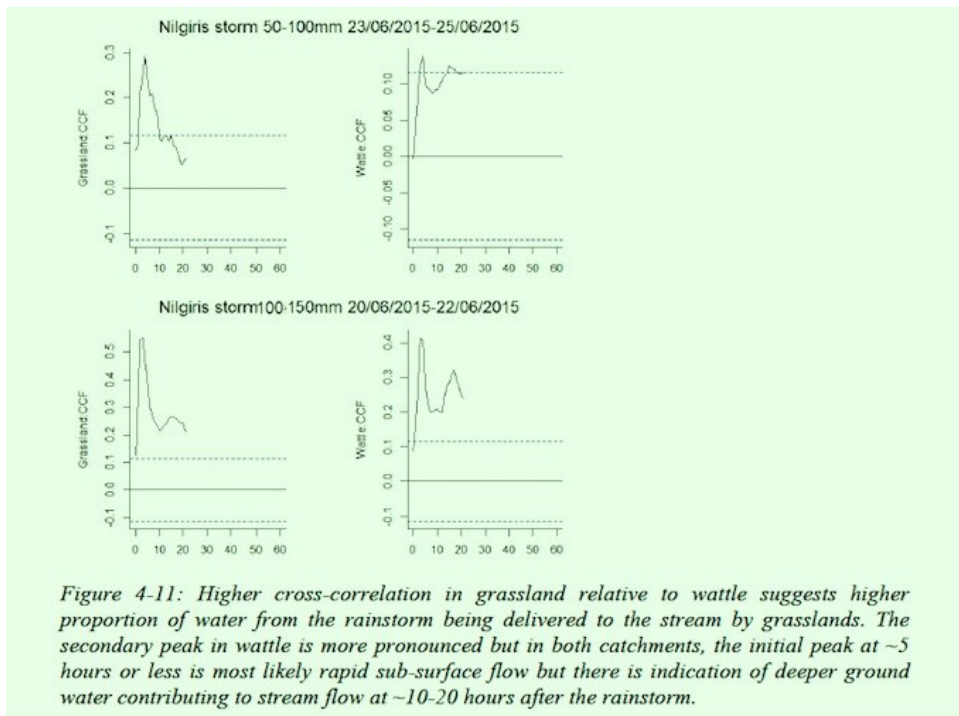 Nilgiris storm 50-100mm 23/06/2015-25/06/2015
Grassland CCF
0.3
0.2
0.1
0.0
-0.1
0 10 20 30 40 50 60
Wattle CCF
0.10
0.05
0.00
-0.05
-0.10
0 10 20 30 40 50 60
Nilgiris storm100-150mm 20/06/2015-22/06/2015
Grassland CCF
0.5
0.4
0.3
0.2
0.1
0.0
-0.1
0 10 20 30 40 50 60
Wattle CCF
0.4
0.3
0.2
0.1
0.0
-0.1
0 10 20 30 40 50 60
Figure 4-11: Higher cross-correlation in grassland relative to wattle suggests higher
proportion of water from the rainstorm being delivered to the stream by grasslands. The
secondary peak in wattle is more pronounced but in both catchments, the initial peak at ~5
hours or less is most likely rapid sub-surface flow but there is indication of deeper ground
water contributing to stream flow at ~10-20 hours after the rainstorm.